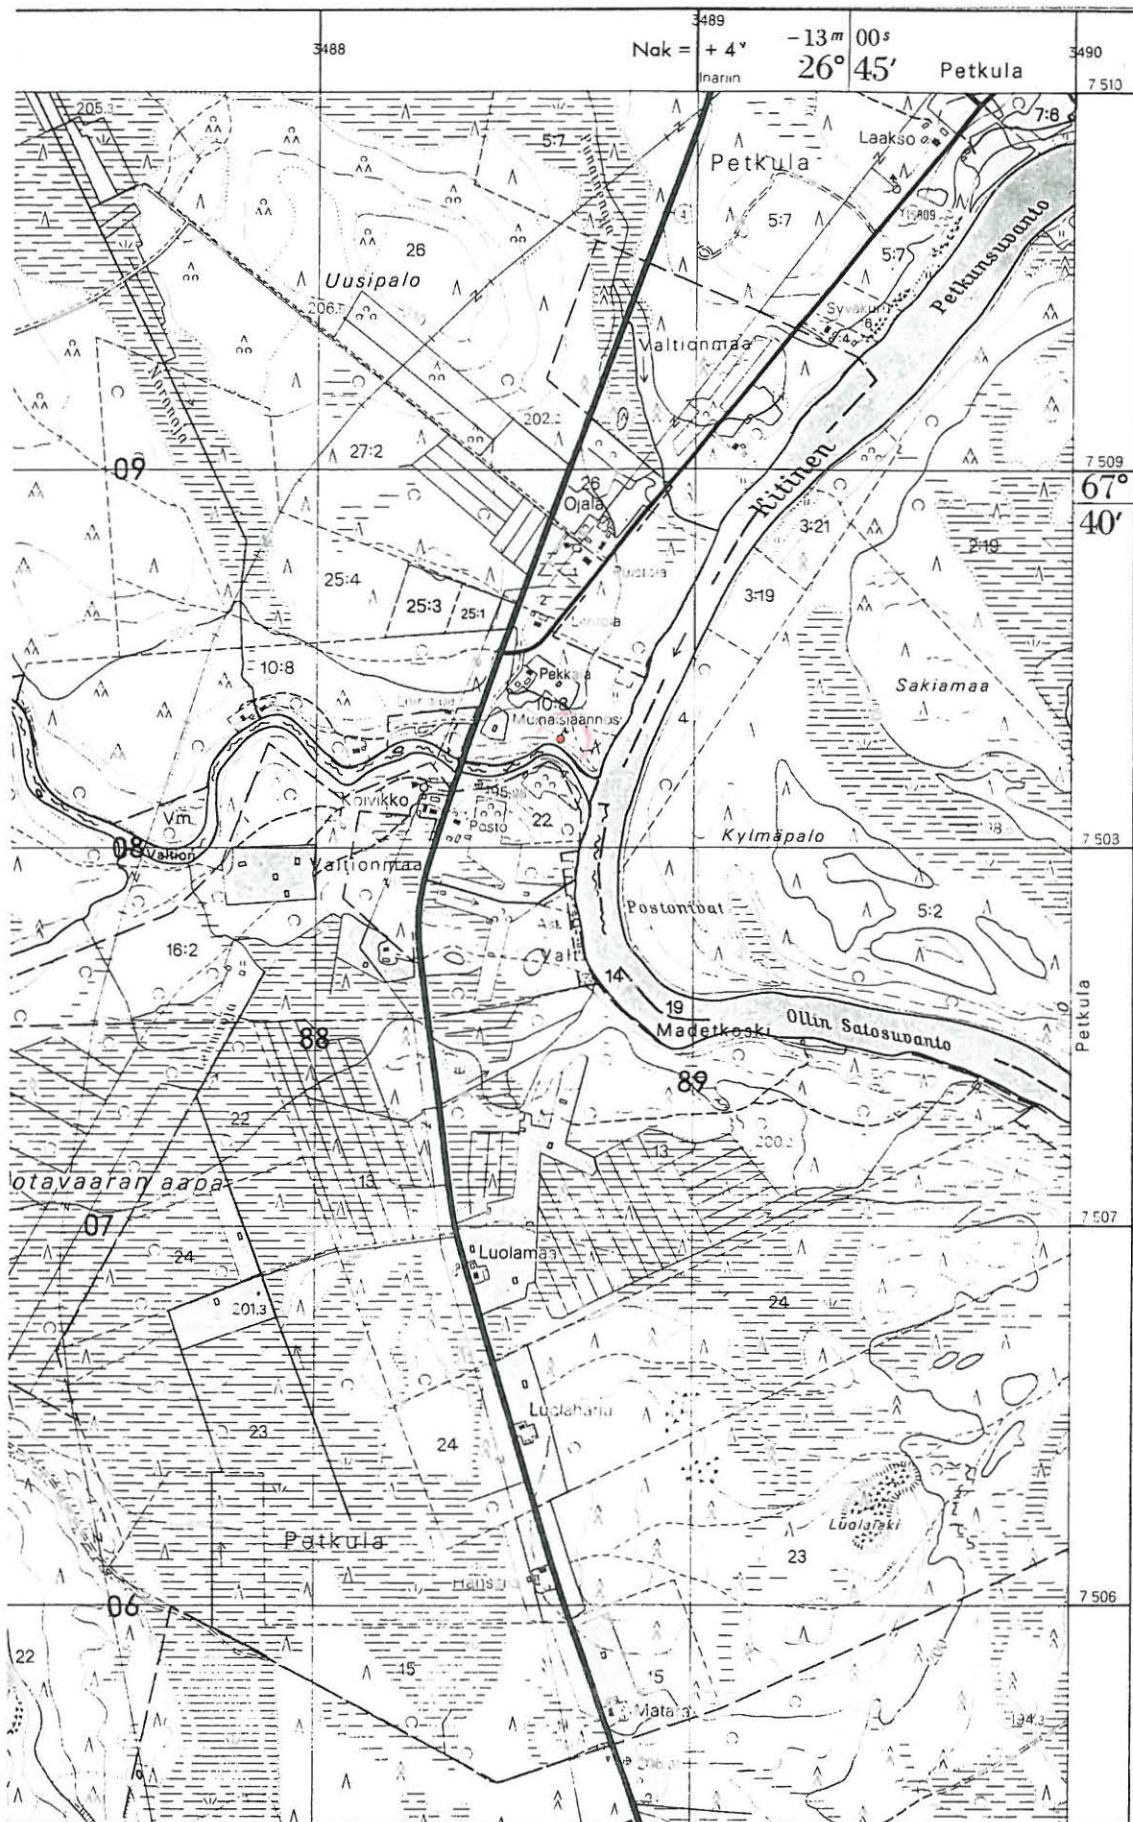 3488
3489
3490
Nak = + 4ᵛ
-13ᵐ 00ˢ
26° 45'
Inariin
Petkula
7 510
205.3
5:7
7:8
Laakso
Petkula
5:7
26
Uusipalo
5:7
Petkunsuvanto
Valtionmaa
202.
27:2
09
26
Ojala
Kitinen
7 509
67°
40'
3:21
2:19
25:4
25:3
25:1
2
3:19
10:8
Pekkala
10:8
Muinaisjäännös
4
Sakiamaa
Koivikko
Posto
22
Kylmäpalo
Vm.
08
Valtion
Valtionmaa
7 503
Postonivat
5:2
16:2
Valt.
14
19
Madetkoski
Ollin Satosuvanto
Petkula
88
89
22
13
13
200.2
otavaaran aapa
07
7 507
24
Luolamaa
201.3
24
Luolaharju
23
24
Luolalaki
Petkula
23
06
7 506
22
15
15
Matara
194.3